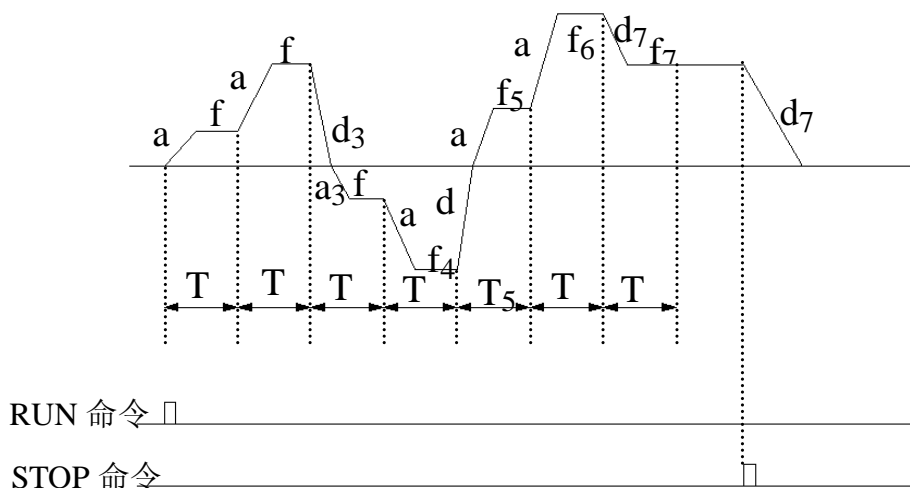 a f a f d3 a3 f a f4 d a f5 a f6 d7 f7 d7
T T T T T5 T T
RUN 命令
STOP 命令